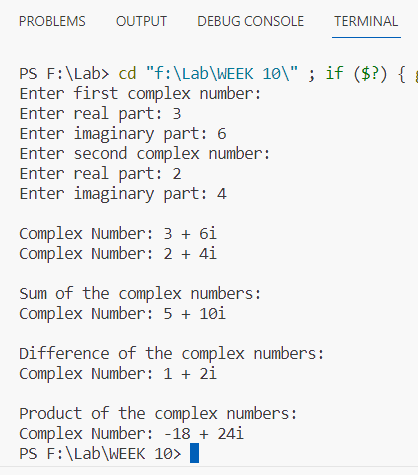 PROBLEMS OUTPUT DEBUG CONSOLE TERMINAL
PS F:\Lab> cd "f:\Lab\WEEK 10\" ; if ($?) { g
Enter first complex number:
Enter real part: 3
Enter imaginary part: 6
Enter second complex number:
Enter real part: 2
Enter imaginary part: 4
Complex Number: 3 + 6i
Complex Number: 2 + 4i
Sum of the complex numbers:
Complex Number: 5 + 10i
Difference of the complex numbers:
Complex Number: 1 + 2i
Product of the complex numbers:
Complex Number: -18 + 24i
PS F:\Lab\WEEK 10>